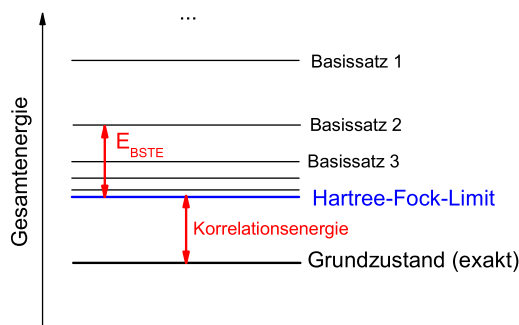 ...
Basissatz 1
Basissatz 2
E_BSTE
Basissatz 3
Hartree-Fock-Limit
Korrelationsenergie
Grundzustand (exakt)
Gesamtenergie